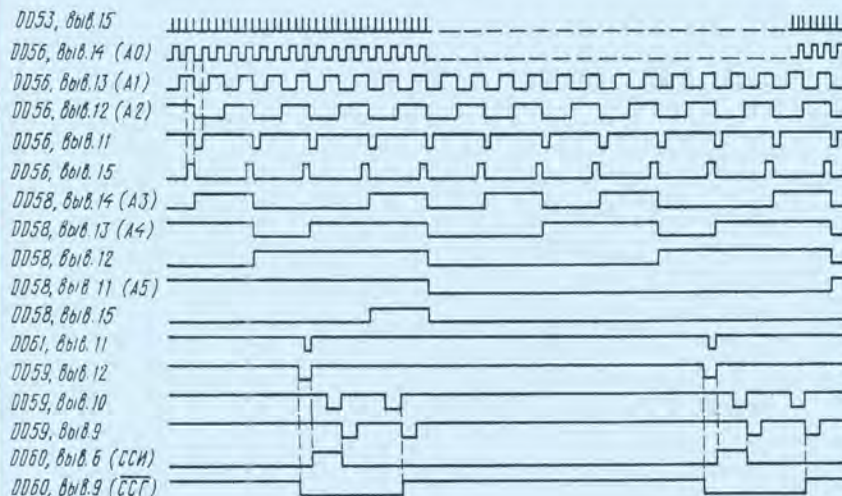 DD53, выв.15
DD56, выв.14 (A0)
DD56, выв.13 (A1)
DD56, выв.12 (A2)
DD56, выв.11
DD56, выв.15
DD58, выв.14 (A3)
DD58, выв.13 (A4)
DD58, выв.12
DD58, выв 11 (A5)
DD58, выв.15
DD61, выв.11
DD59, выв.12
DD59, выв.10
DD59, выв.9
DD60, выв.6 (ССИ)
DD60, выв.9 (ССГ)